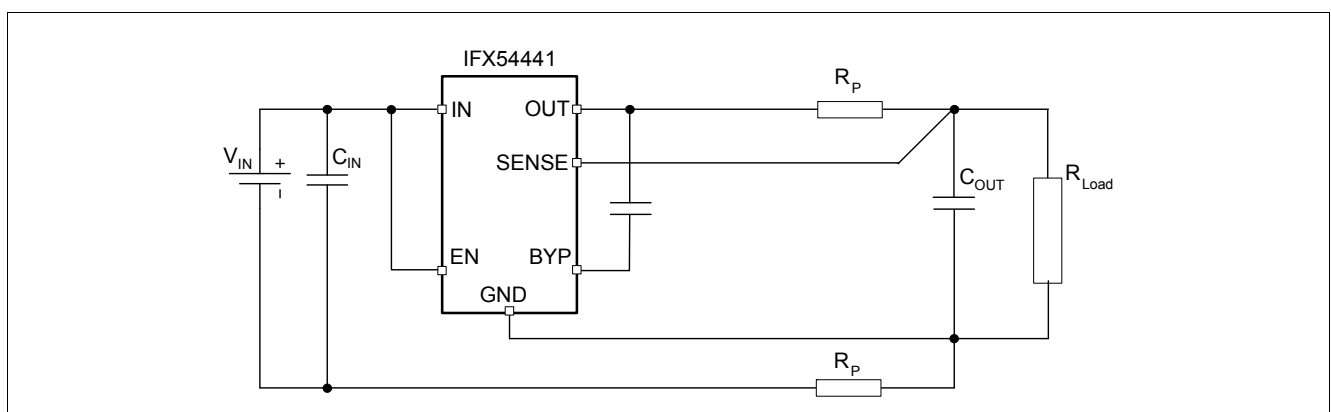 IFX54441
R_P
IN
OUT
V_IN
+
C_IN
SENSE
C_OUT
R_Load
-
EN
BYP
GND
R_P